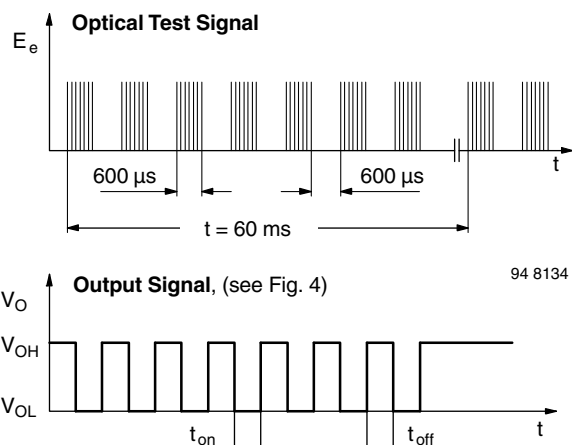 Optical Test Signal
Ee
t
600 µs
600 µs
t = 60 ms
94 8134
Output Signal, (see Fig. 4)
VO
VOH
VOL
ton
toff
t